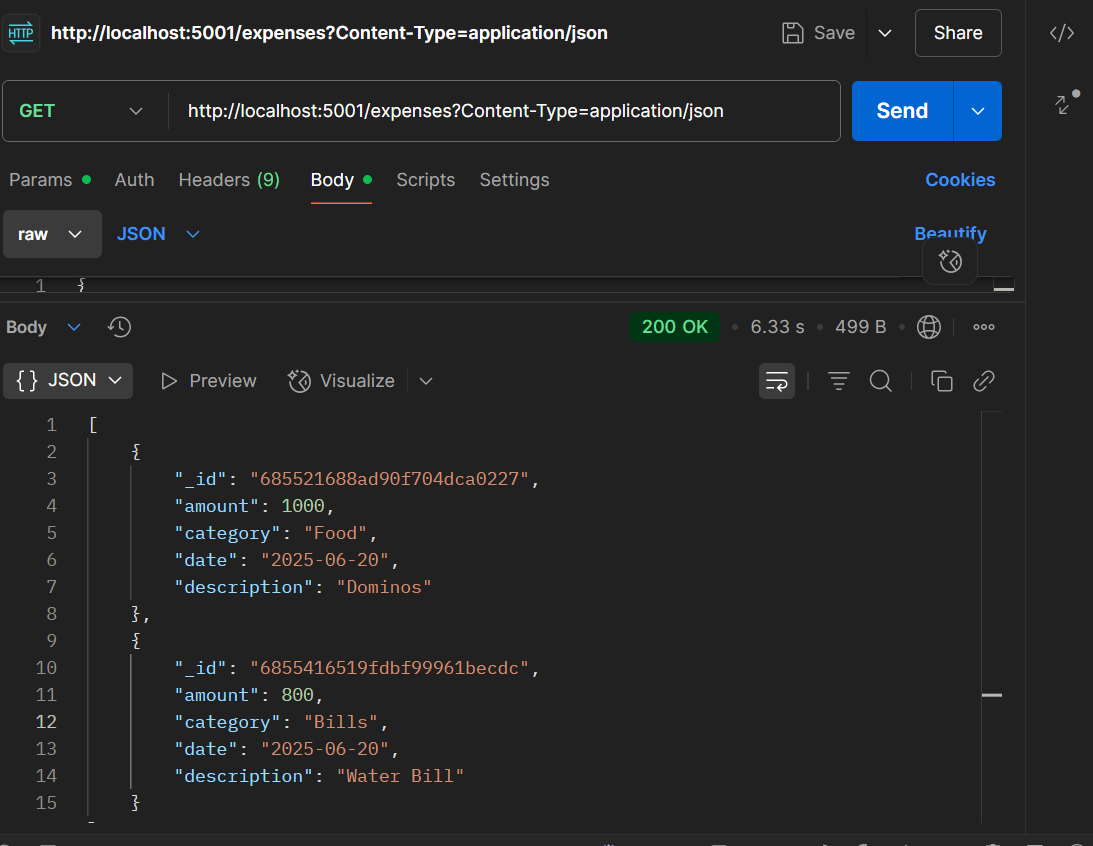 HTTP http://localhost:5001/expenses?Content-Type=application/json Save Share
GET http://localhost:5001/expenses?Content-Type=application/json Send
Params Auth Headers (9) Body Scripts Settings Cookies
raw JSON Beautify
1 {
Body 200 OK 6.33 s 499 B
{} JSON Preview Visualize
1 [
2 {
3 "_id": "685521688ad90f704dca0227",
4 "amount": 1000,
5 "category": "Food",
6 "date": "2025-06-20",
7 "description": "Dominos"
8 },
9 {
10 "_id": "6855416519fdbf99961becdc",
11 "amount": 800,
12 "category": "Bills",
13 "date": "2025-06-20",
14 "description": "Water Bill"
15 }